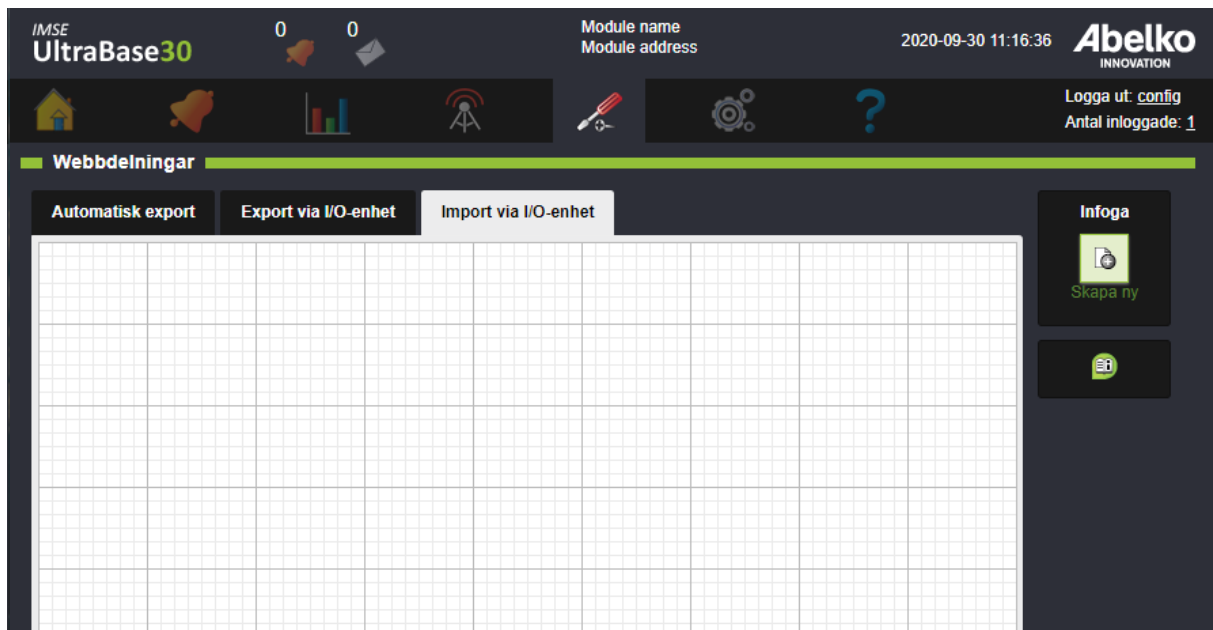 IMSE
UltraBase30
0
0
Module name
Module address
2020-09-30 11:16:36
Abelko
INNOVATION
Logga ut: config
Antal inloggade: 1
Webbdelningar
Automatisk export
Export via I/O-enhet
Import via I/O-enhet
Infoga
Skapa ny